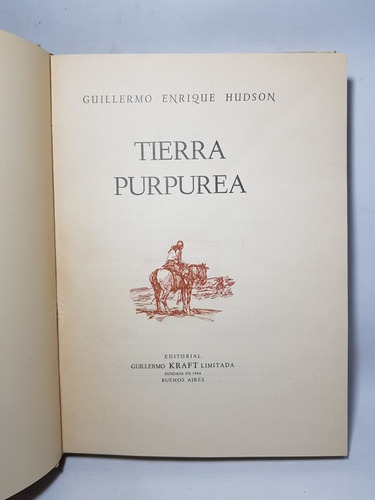 GUILLERMO ENRIQUE HUDSON
TIERRA
PURPUREA
EDITORIAL
GUILLERMO KRAFT LIMITADA
FUNDADA EN 1864
BUENOS AIRES